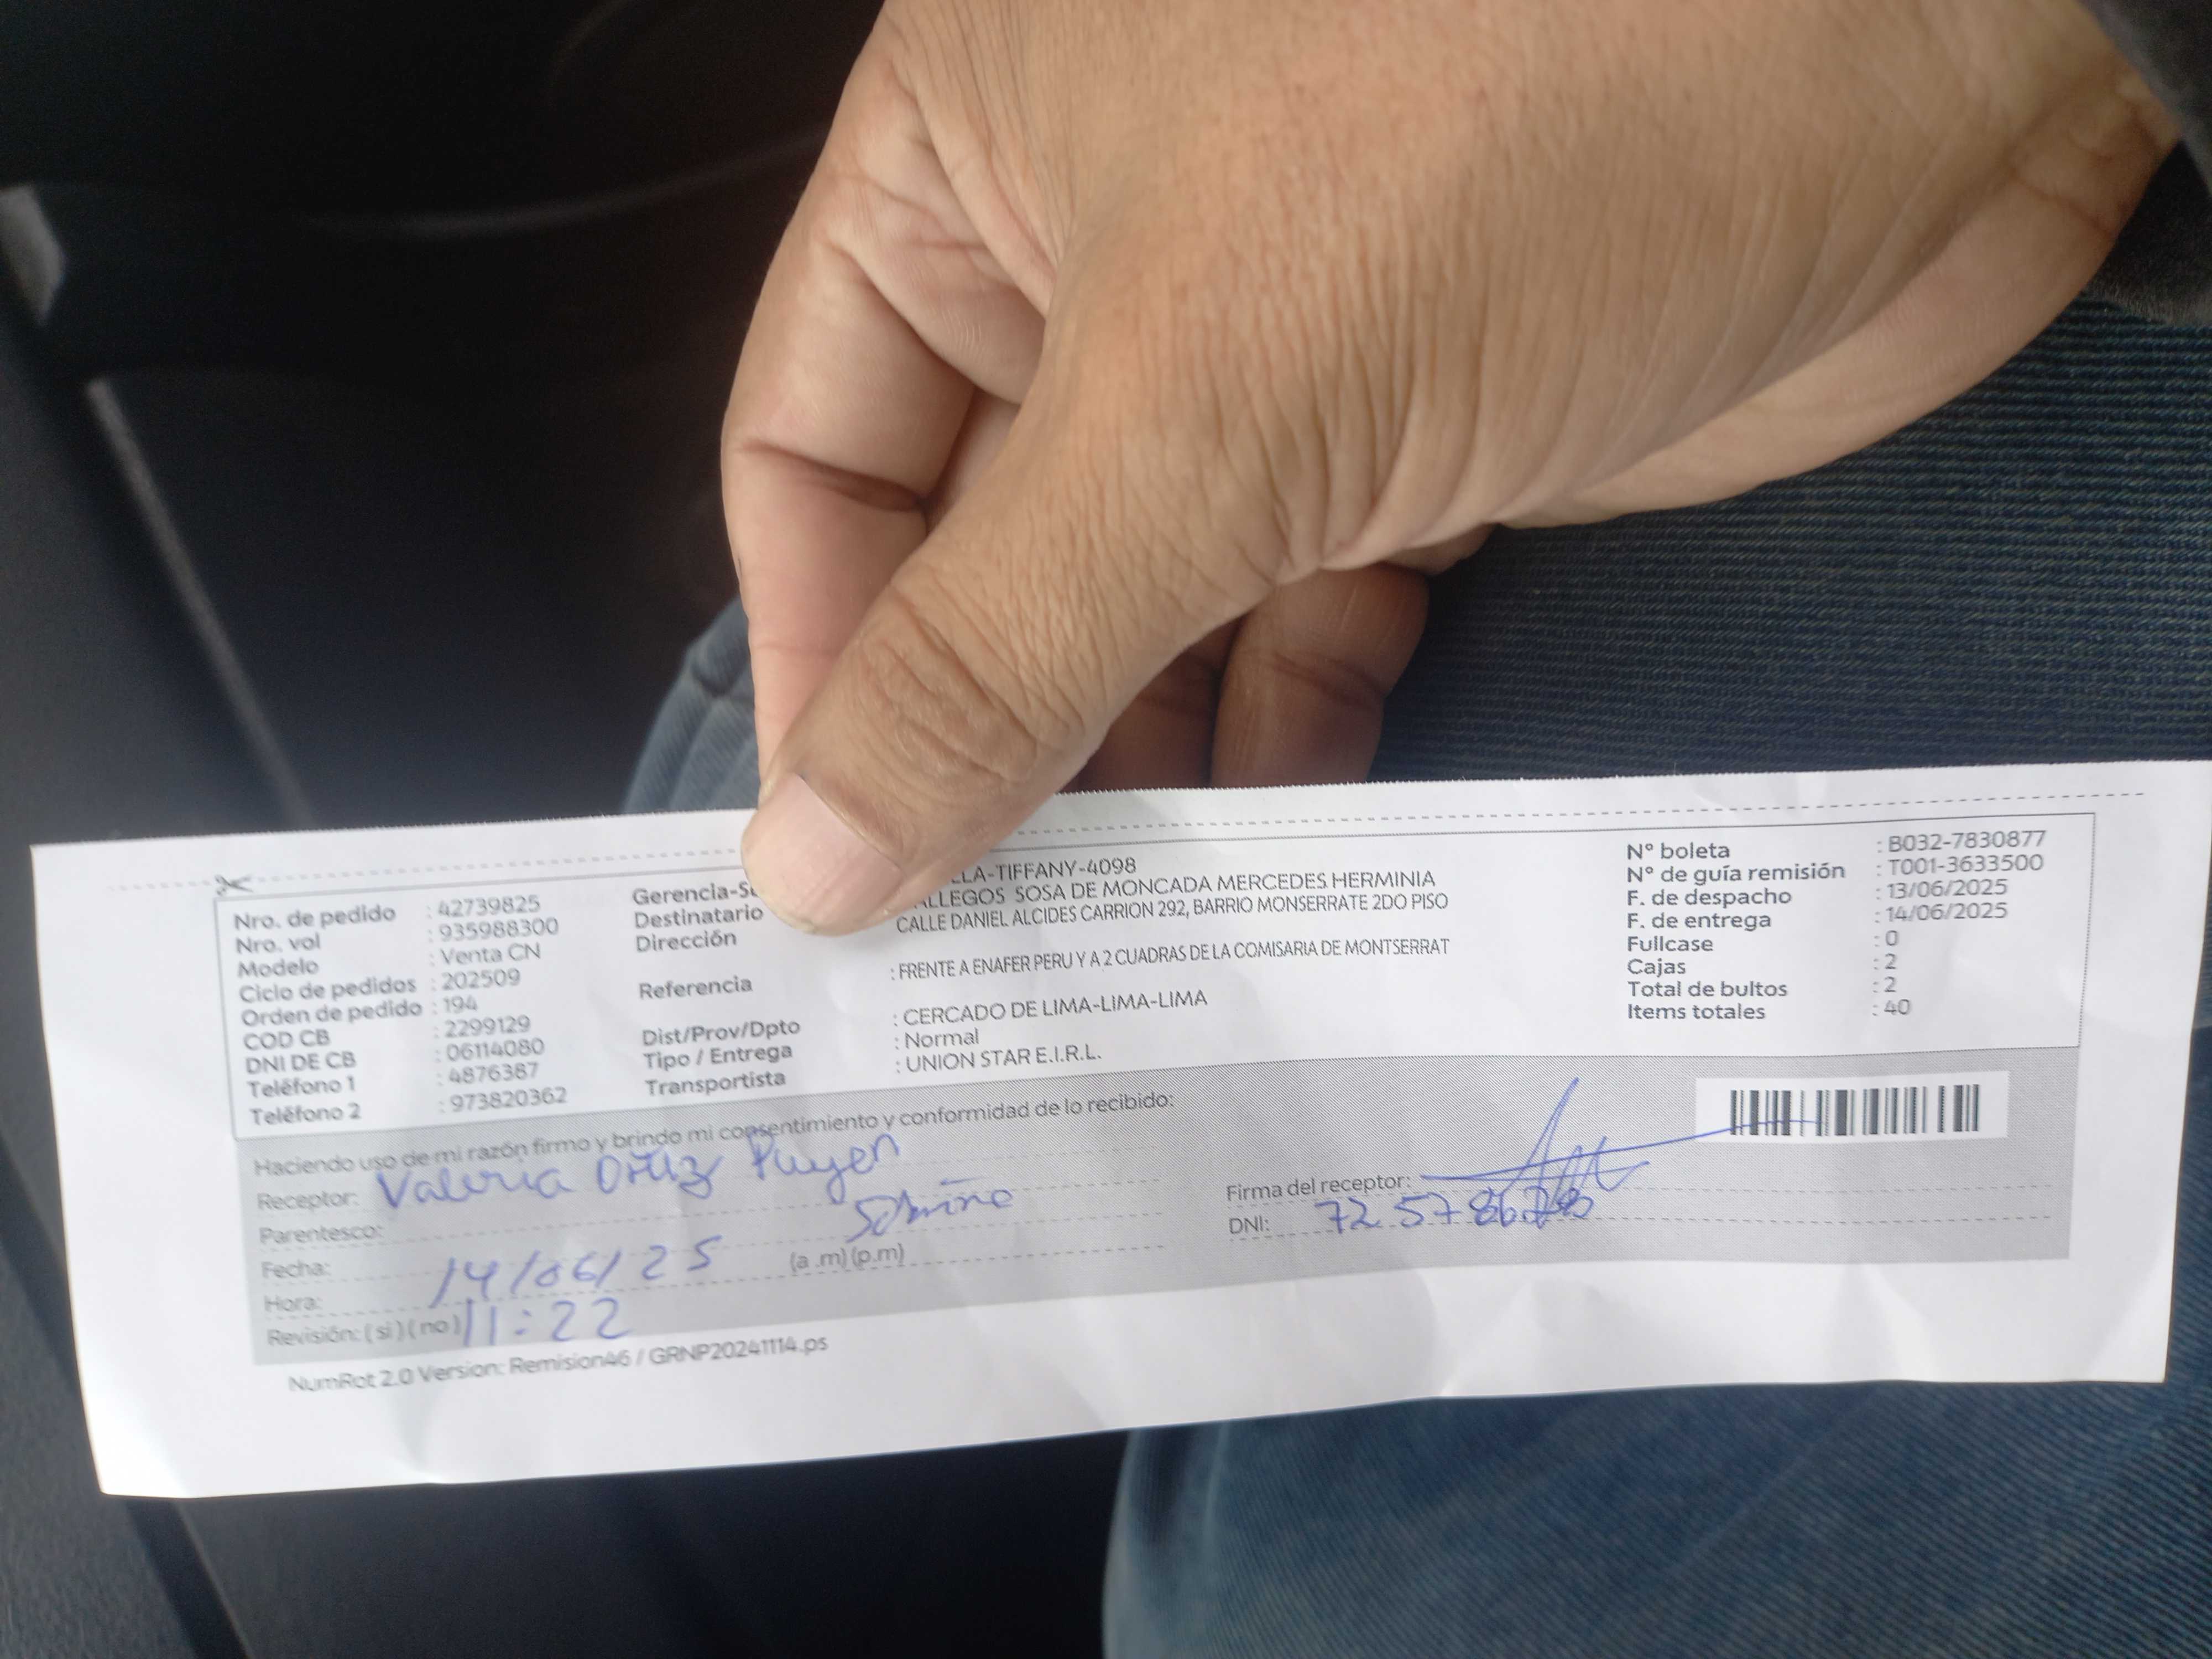 Nro. de pedido : 42739825
Nro. vol : 935988300
Modelo : Venta CN
Ciclo de pedidos : 202509
Orden de pedido : 194
COD CB : 2299129
DNI DE CB : 06114080
Teléfono 1 : 4876387
Teléfono 2 : 973820362
Gerencia-S LLA-TIFFANY-4098
Destinatario LLEGOS SOSA DE MONCADA MERCEDES HERMINIA
Dirección CALLE DANIEL ALCIDES CARRION 292, BARRIO MONSERRATE 2DO PISO
Referencia : FRENTE A ENAFER PERU Y A 2 CUADRAS DE LA COMISARIA DE MONTSERRAT
Dist/Prov/Dpto : CERCADO DE LIMA-LIMA-LIMA
Tipo / Entrega : Normal
Transportista : UNION STAR E.I.R.L.
N° boleta : B032-7830877
N° de guía remisión : T001-3633500
F. de despacho : 13/06/2025
F. de entrega : 14/06/2025
Fullcase : 0
Cajas : 2
Total de bultos : 2
Items totales : 40
Haciendo uso de mi razón firmo y brindo mi consentimiento y conformidad de lo recibido:
Receptor: Valeria Ortiz Puyen
Parentesco:
Fecha: 14/06/25 (a .m) (p.m)
Hora: 11:22
Revisión: ( si ) ( no )
Firma del receptor:
DNI:
NumRot 2.0 Version: Remision46 / GRNP20241114.ps